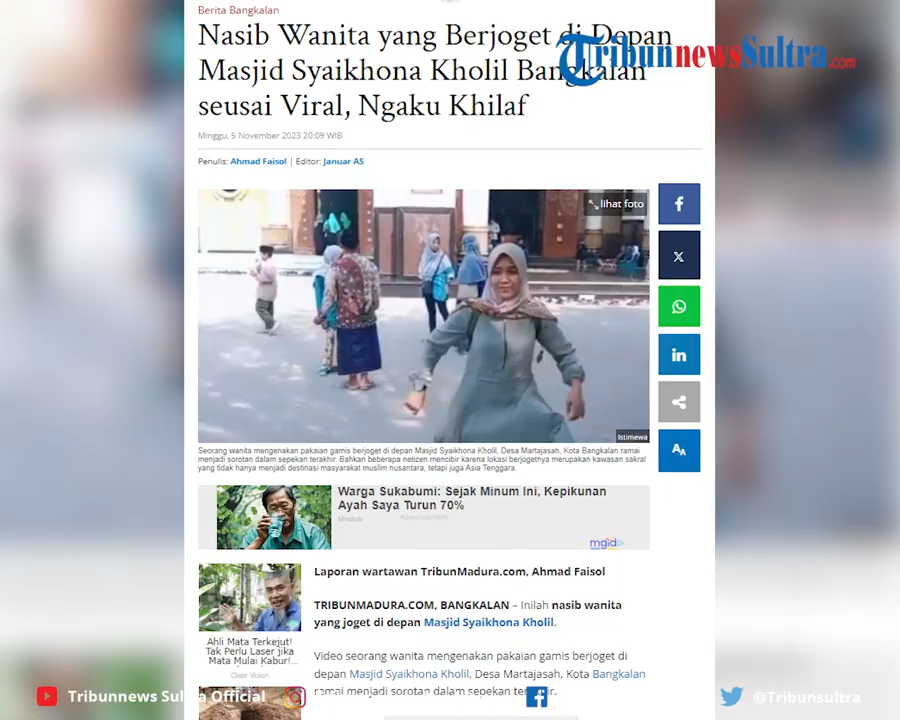 Berita Bangkalan
Nasib Wanita yang Berjoget di Depan
Masjid Syaikhona Kholil Bangkalan
seusai Viral, Ngaku Khilaf
TribunnewsSultra.com
Minggu, 5 November 2023 20:09 WIB
Penulis: Ahmad Faisol | Editor: Januar AS
lihat foto
Istimewa
Seorang wanita mengenakan pakaian gamis berjoget di depan Masjid Syaikhona Kholil, Desa Martajasah, Kota Bangkalan ramai
menjadi sorotan dalam sepekan terakhir. Bahkan beberapa netizen mencibir karena lokasi berjogetnya merupakan kawasan sakral
yang tidak hanya menjadi destinasi masyarakat muslim nusantara, tetapi juga Asia Tenggara.
Warga Sukabumi: Sejak Minum Ini, Kepikunan
Ayah Saya Turun 70%
Mindlab
Advertisement
mgid
Laporan wartawan TribunMadura.com, Ahmad Faisol
TRIBUNMADURA.COM, BANGKALAN – Inilah nasib wanita
yang joget di depan Masjid Syaikhona Kholil.
Ahli Mata Terkejut!
Tak Perlu Laser jika
Mata Mulai Kabur!...
Clear Vision
Video seorang wanita mengenakan pakaian gamis berjoget di
depan Masjid Syaikhona Kholil, Desa Martajasah, Kota Bangkalan
ramai menjadi sorotan dalam sepekan
Tribunnews Sultra Official
@Tribunsultra